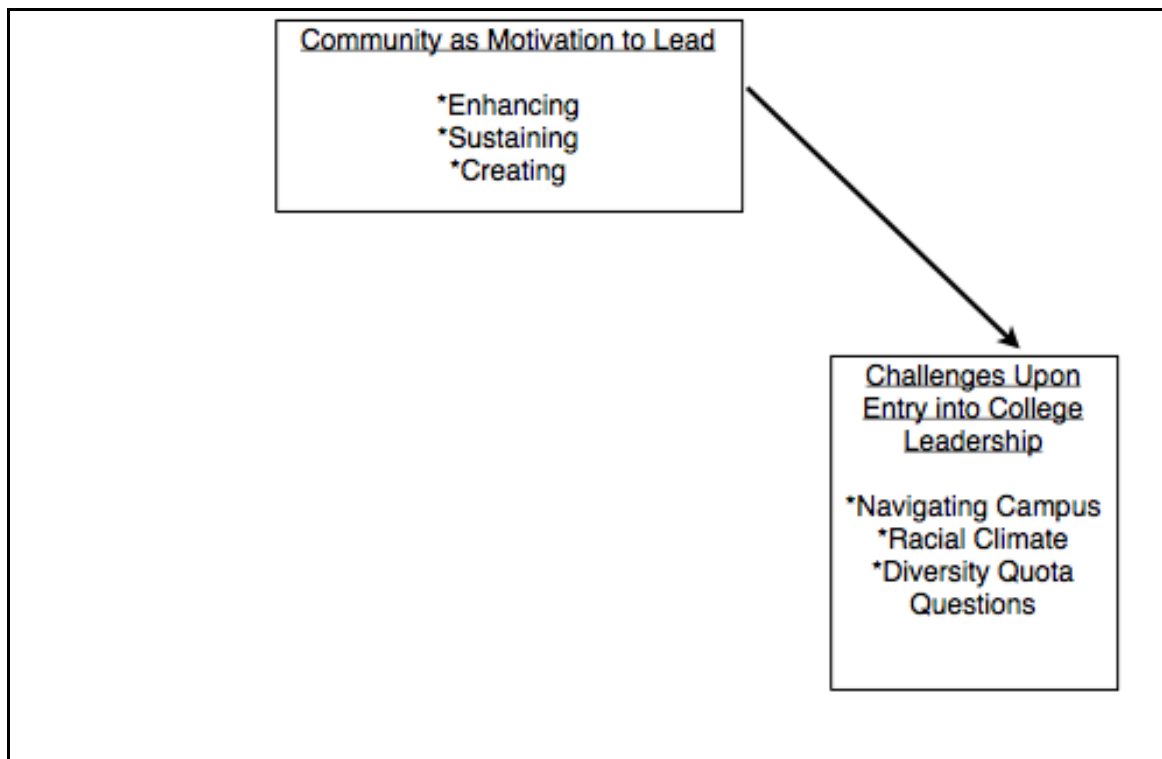 Community as Motivation to Lead
*Enhancing
*Sustaining
*Creating
Challenges Upon
Entry into College
Leadership
*Navigating Campus
*Racial Climate
*Diversity Quota
Questions